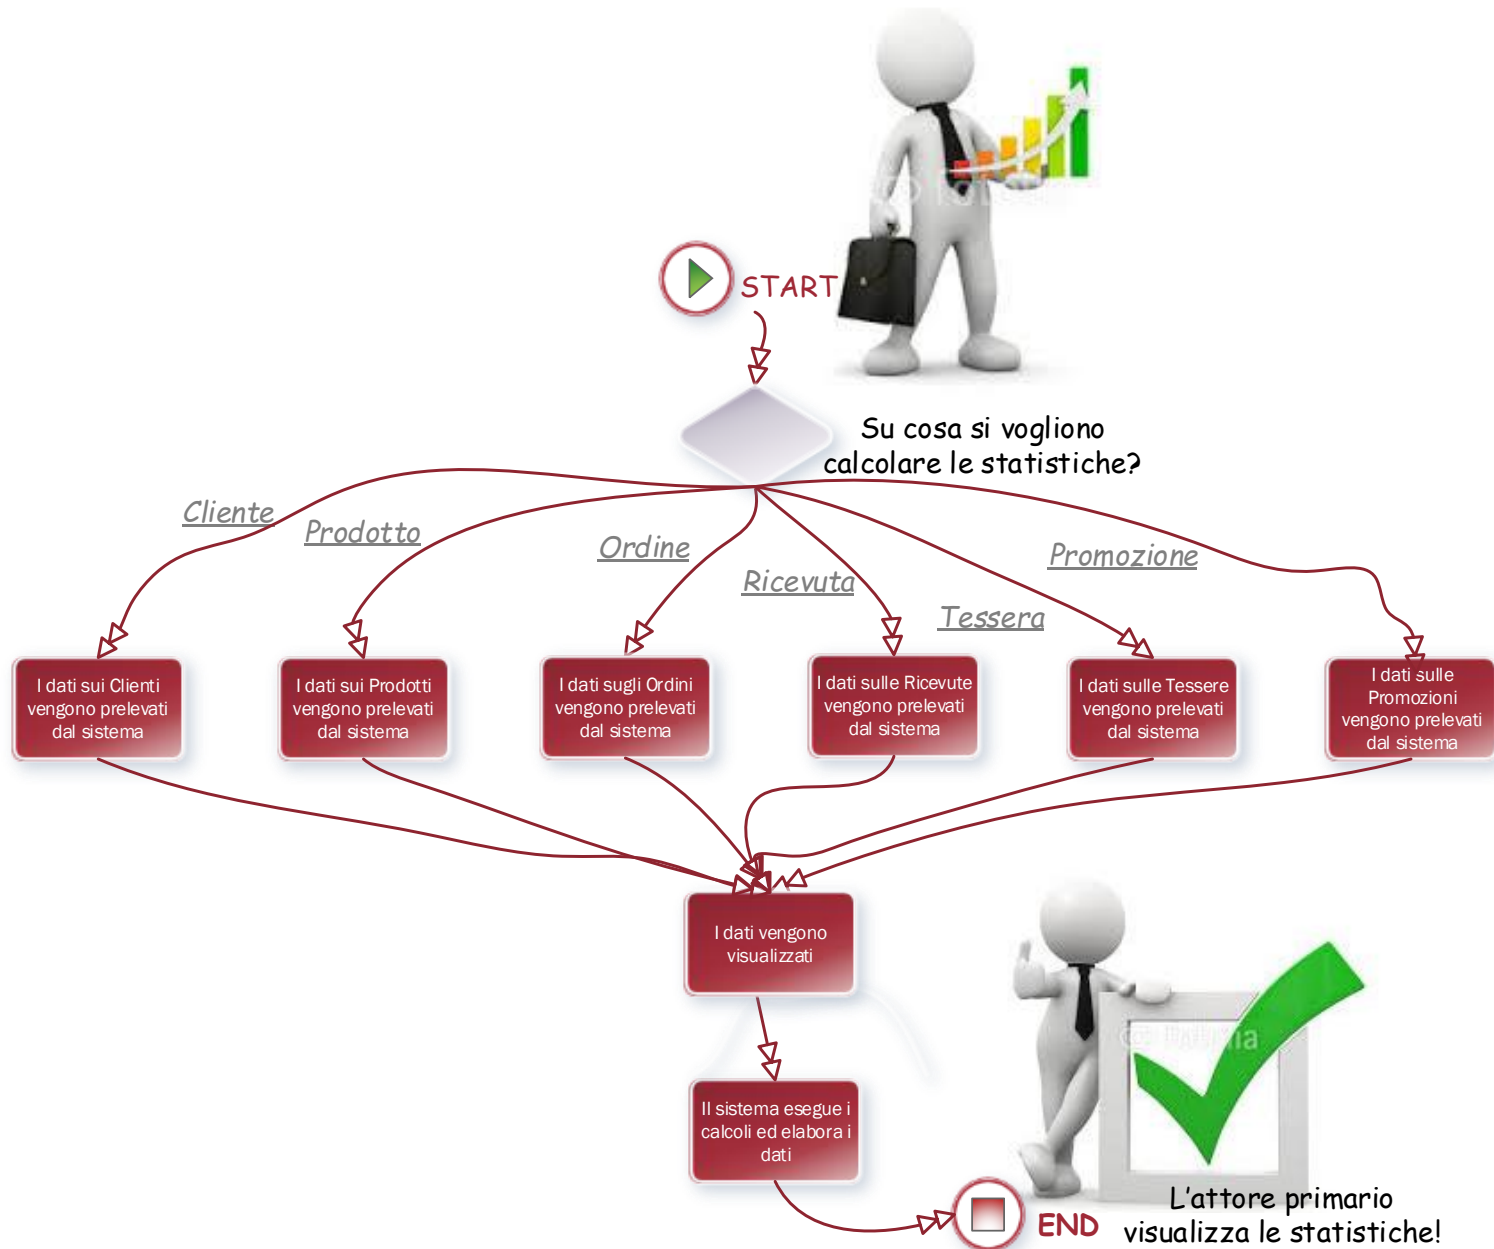 START
Su cosa si vogliono
calcolare le statistiche?
Cliente
Prodotto
Ordine
Ricevuta
Tessera
Promozione
I dati sui Clienti
vengono prelevati
dal sistema
I dati sui Prodotti
vengono prelevati
dal sistema
I dati sugli Ordini
vengono prelevati
dal sistema
I dati sulle Ricevute
vengono prelevati
dal sistema
I dati sulle Tessere
vengono prelevati
dal sistema
I dati sulle
Promozioni
vengono prelevati
dal sistema
I dati vengono
visualizzati
Il sistema esegue i
calcoli ed elabora i
dati
END
L'attore primario
visualizza le statistiche!